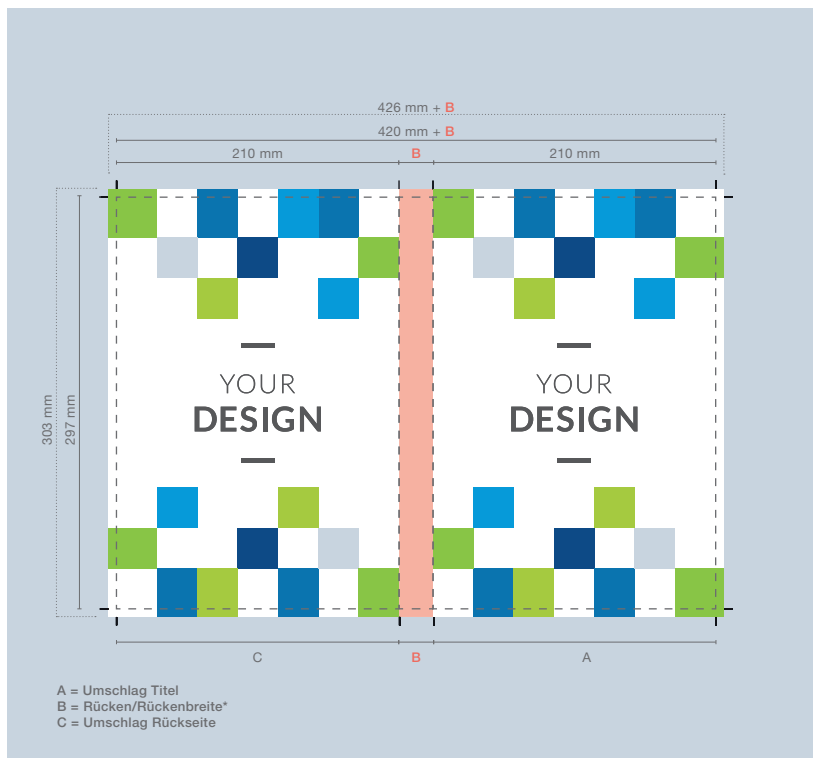 426 mm + B
420 mm + B
210 mm B 210 mm
303 mm
297 mm
YOUR
DESIGN
YOUR
DESIGN
C B A
A = Umschlag Titel
B = Rücken/Rückenbreite*
C = Umschlag Rückseite